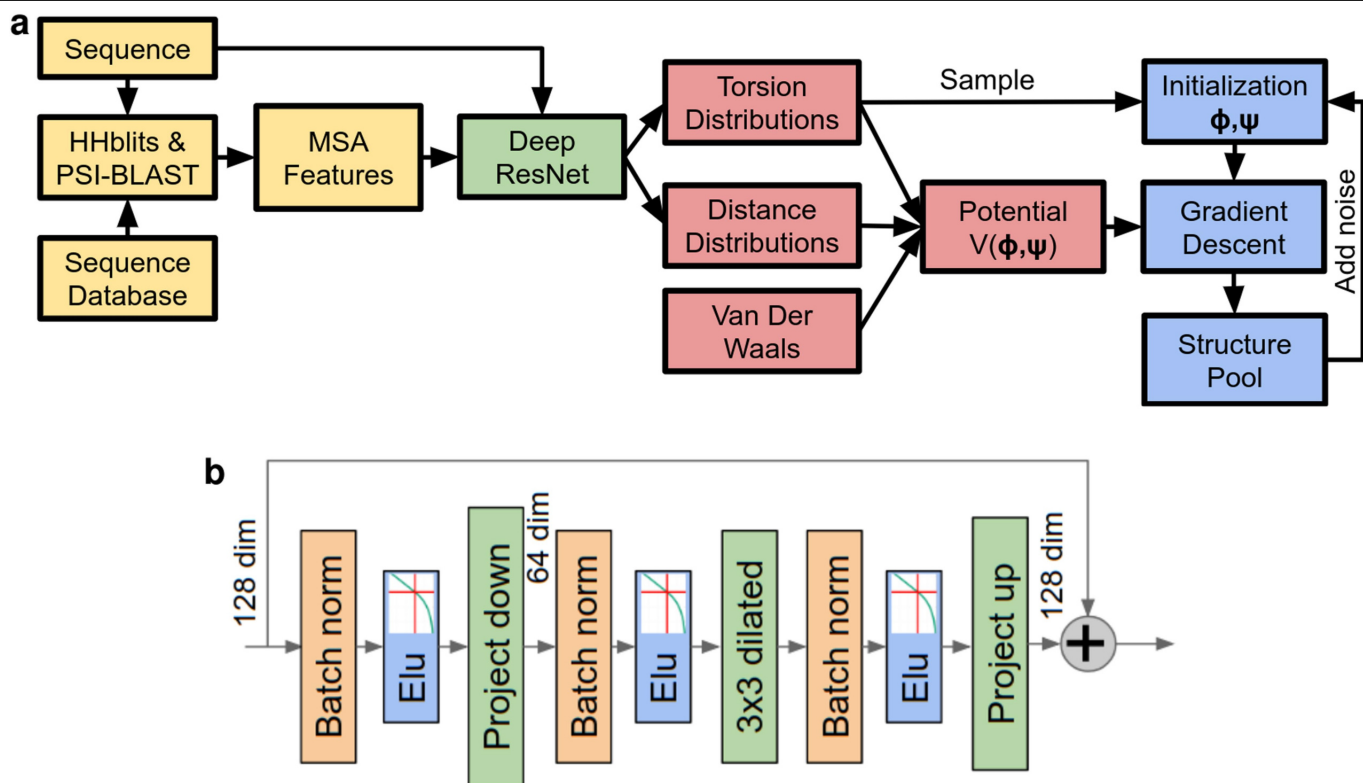 a
Sequence
HHblits &
PSI-BLAST
Sequence
Database
MSA
Features
Deep
ResNet
Torsion
Distributions
Distance
Distributions
Van Der
Waals
Potential
V(ϕ,ψ)
Sample
Initialization
ϕ,ψ
Gradient
Descent
Structure
Pool
Add noise
b
128 dim
Batch norm
Elu
Project down
64 dim
Batch norm
Elu
3x3 dilated
Batch norm
Elu
Project up
128 dim
+